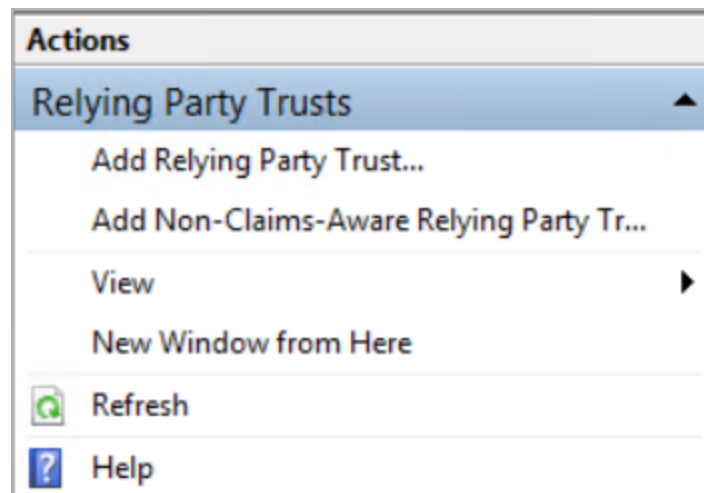 Actions
Relying Party Trusts
Add Relying Party Trust...
Add Non-Claims-Aware Relying Party Tr...
View
New Window from Here
Refresh
Help